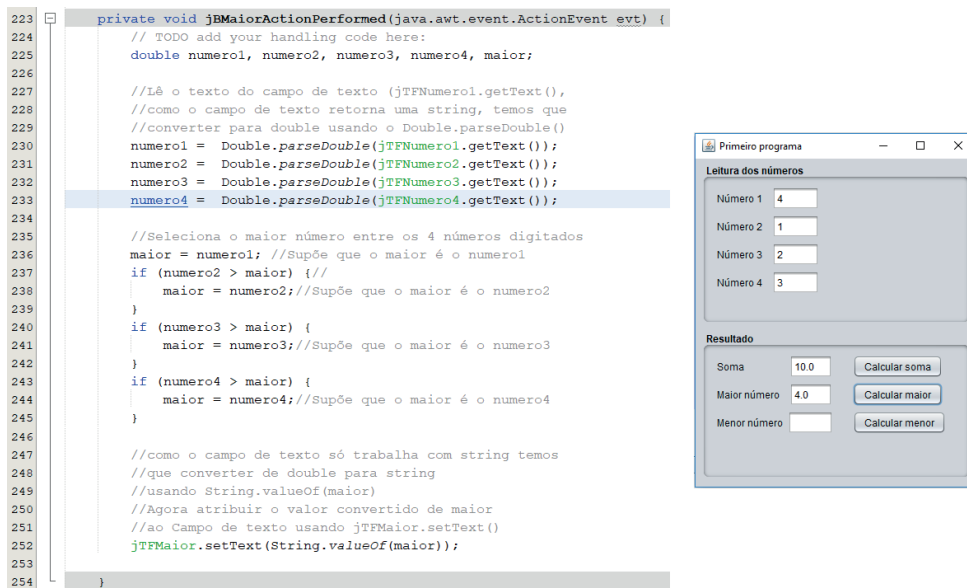 223 private void jBMaiorActionPerformed(java.awt.event.ActionEvent evt) {
224 // TODO add your handling code here:
225 double numero1, numero2, numero3, numero4, maior;
226
227 //Lê o texto do campo de texto (jTFNumero1.getText(),
228 //como o campo de texto retorna uma string, temos que
229 //converter para double usando o Double.parseDouble()
230 numero1 = Double.parseDouble(jTFNumero1.getText());
231 numero2 = Double.parseDouble(jTFNumero2.getText());
232 numero3 = Double.parseDouble(jTFNumero3.getText());
233 numero4 = Double.parseDouble(jTFNumero4.getText());
234
235 //Seleciona o maior número entre os 4 números digitados
236 maior = numero1; //Supõe que o maior é o numero1
237 if (numero2 > maior) {//
238 maior = numero2;//Supõe que o maior é o numero2
239 }
240 if (numero3 > maior) {
241 maior = numero3;//Supõe que o maior é o numero3
242 }
243 if (numero4 > maior) {
244 maior = numero4;//Supõe que o maior é o numero4
245 }
246
247 //como o campo de texto só trabalha com string temos
248 //que converter de double para string
249 //usando String.valueOf(maior)
250 //Agora atribuir o valor convertido de maior
251 //ao Campo de texto usando jTFMaior.setText()
252 jTFMaior.setText(String.valueOf(maior));
253
254 }
Primeiro programa
Leitura dos números
Número 1 4
Número 2 1
Número 3 2
Número 4 3
Resultado
Soma 10.0 Calcular soma
Maior número 4.0 Calcular maior
Menor número Calcular menor